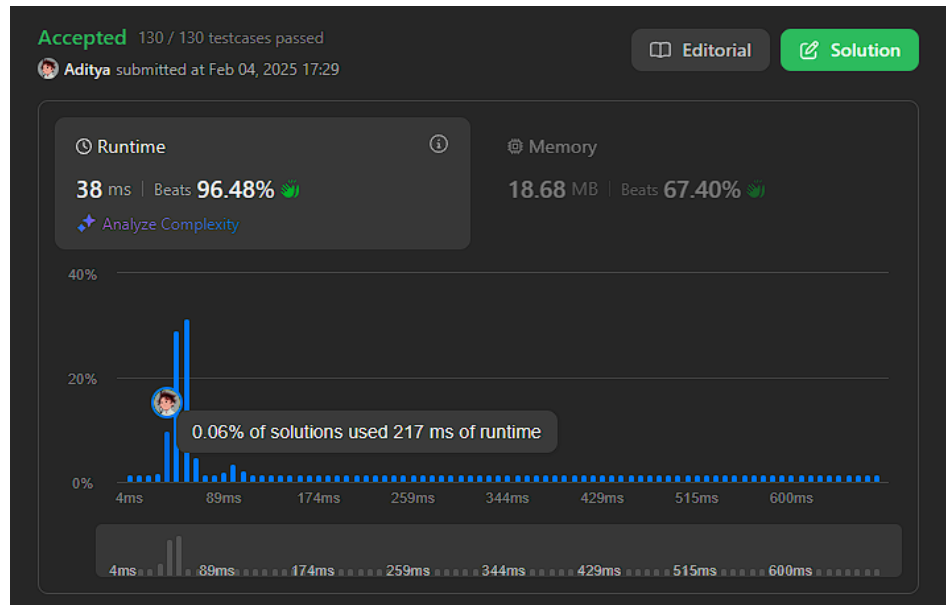 Accepted 130 / 130 testcases passed
Editorial
Solution
Aditya submitted at Feb 04, 2025 17:29
Runtime
Memory
38 ms | Beats 96.48%
18.68 MB | Beats 67.40%
Analyze Complexity
40%
20%
0.06% of solutions used 217 ms of runtime
0%
4ms 89ms 174ms 259ms 344ms 429ms 515ms 600ms
4ms 89ms 174ms 259ms 344ms 429ms 515ms 600ms